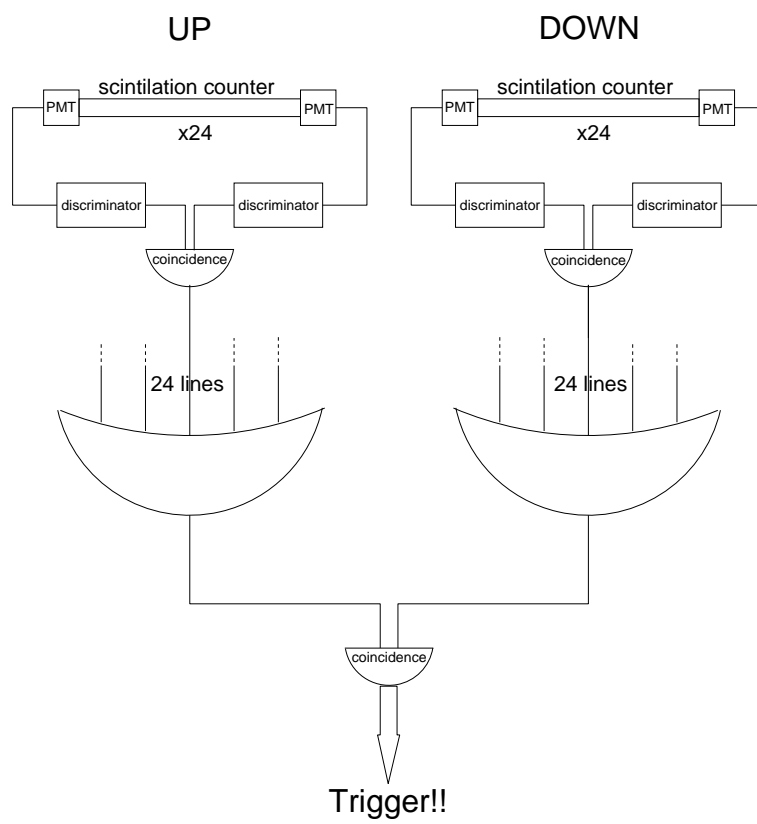 UP DOWN
scintilation counter scintilation counter
PMT PMT PMT PMT
x24 x24
discriminator discriminator discriminator discriminator
coincidence coincidence
24 lines 24 lines
coincidence
Trigger!!